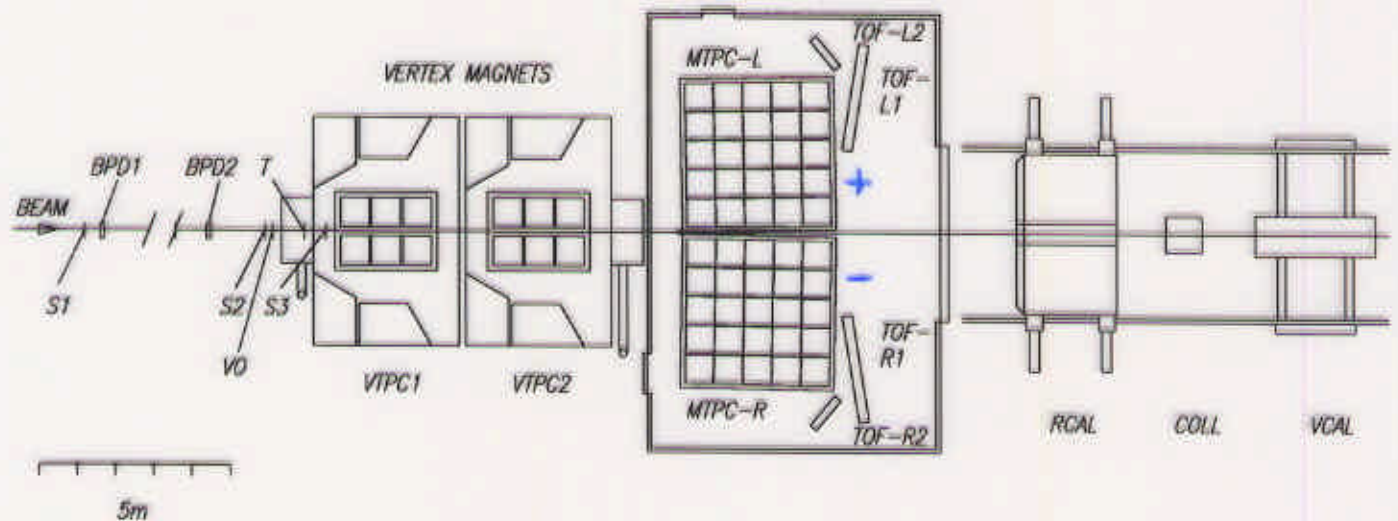 TOF-L2
MTPC-L
VERTEX MAGNETS
TOF-
L1
BPD1
BPD2
T
+
BEAM
−
S1
S2
S3
TOF-
R1
VO
VTPC1
VTPC2
MTPC-R
TOF-R2
RCAL
COLL
VCAL
5m